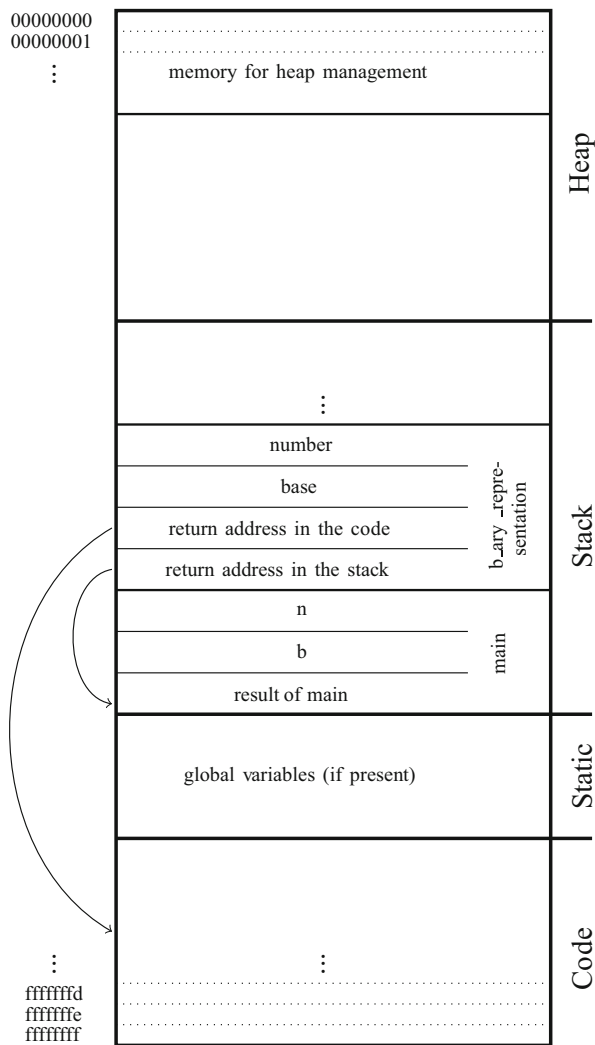 00000000
00000001
⋮
memory for heap management
Heap
⋮
number
base
return address in the code
return address in the stack
b_ary_repre-
sentation
n
b
result of main
main
Stack
global variables (if present)
Static
⋮
⋮
Code
fffffffd
fffffffe
ffffffff